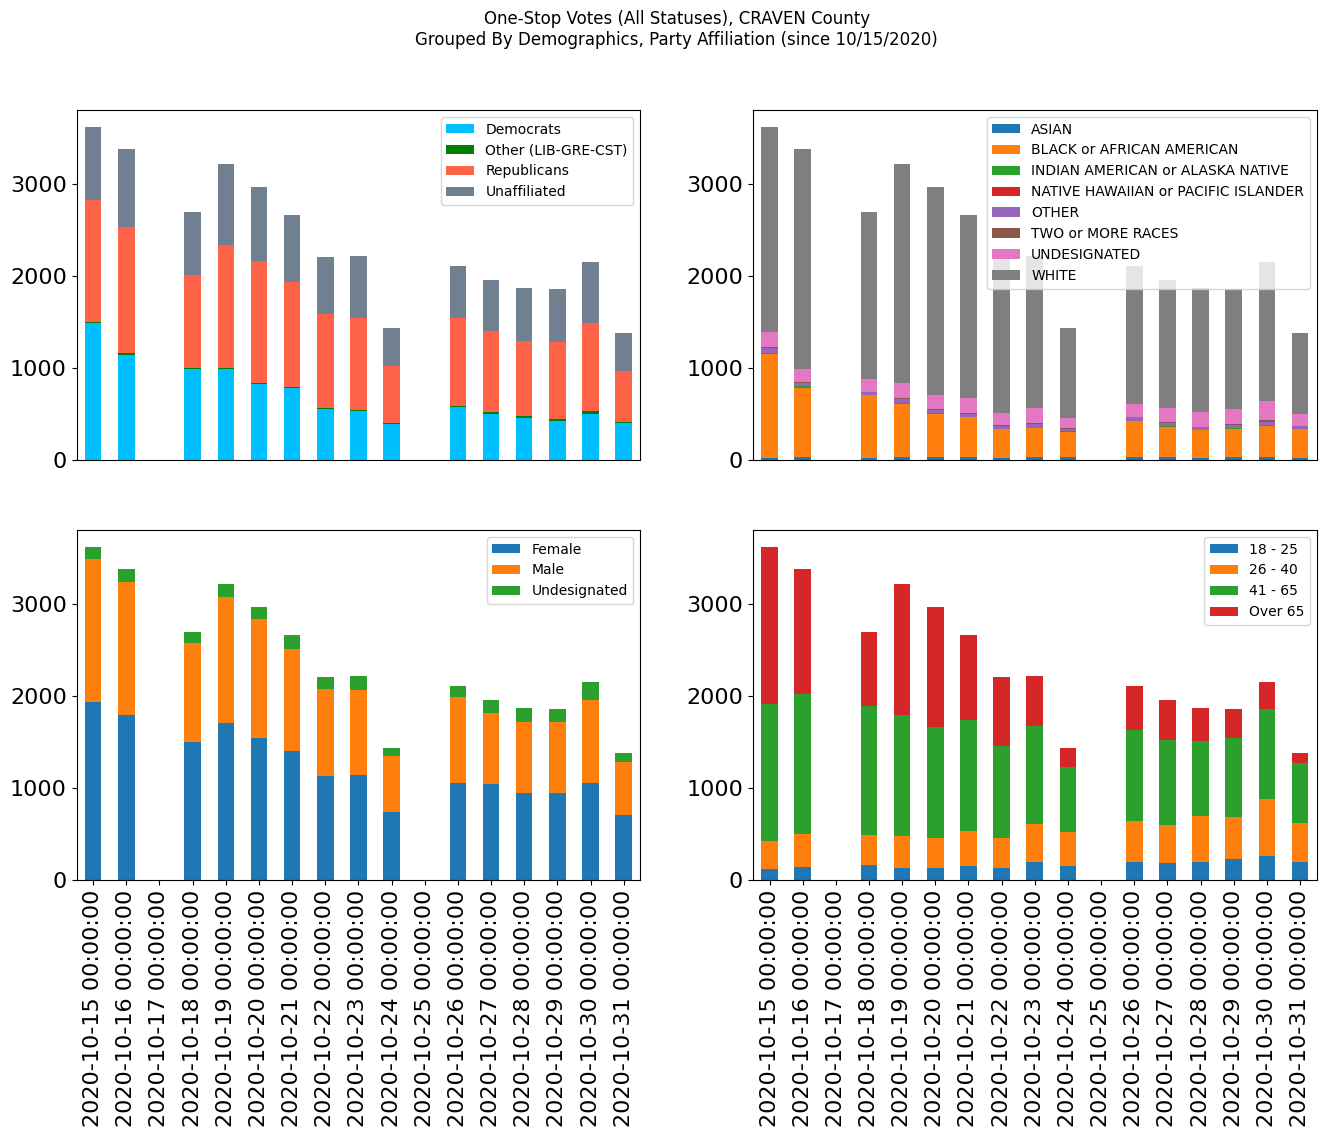 One-Stop Votes (All Statuses), CRAVEN County
Grouped By Demographics, Party Affiliation (since 10/15/2020)
3000
2000
1000
0
Democrats
Other (LIB-GRE-CST)
Republicans
Unaffiliated
3000
2000
1000
0
ASIAN
BLACK or AFRICAN AMERICAN
INDIAN AMERICAN or ALASKA NATIVE
NATIVE HAWAIIAN or PACIFIC ISLANDER
OTHER
TWO or MORE RACES
UNDESIGNATED
WHITE
3000
2000
1000
0
Female
Male
Undesignated
2020-10-15 00:00:00
2020-10-16 00:00:00
2020-10-17 00:00:00
2020-10-18 00:00:00
2020-10-19 00:00:00
2020-10-20 00:00:00
2020-10-21 00:00:00
2020-10-22 00:00:00
2020-10-23 00:00:00
2020-10-24 00:00:00
2020-10-25 00:00:00
2020-10-26 00:00:00
2020-10-27 00:00:00
2020-10-28 00:00:00
2020-10-29 00:00:00
2020-10-30 00:00:00
2020-10-31 00:00:00
3000
2000
1000
0
18 - 25
26 - 40
41 - 65
Over 65
2020-10-15 00:00:00
2020-10-16 00:00:00
2020-10-17 00:00:00
2020-10-18 00:00:00
2020-10-19 00:00:00
2020-10-20 00:00:00
2020-10-21 00:00:00
2020-10-22 00:00:00
2020-10-23 00:00:00
2020-10-24 00:00:00
2020-10-25 00:00:00
2020-10-26 00:00:00
2020-10-27 00:00:00
2020-10-28 00:00:00
2020-10-29 00:00:00
2020-10-30 00:00:00
2020-10-31 00:00:00